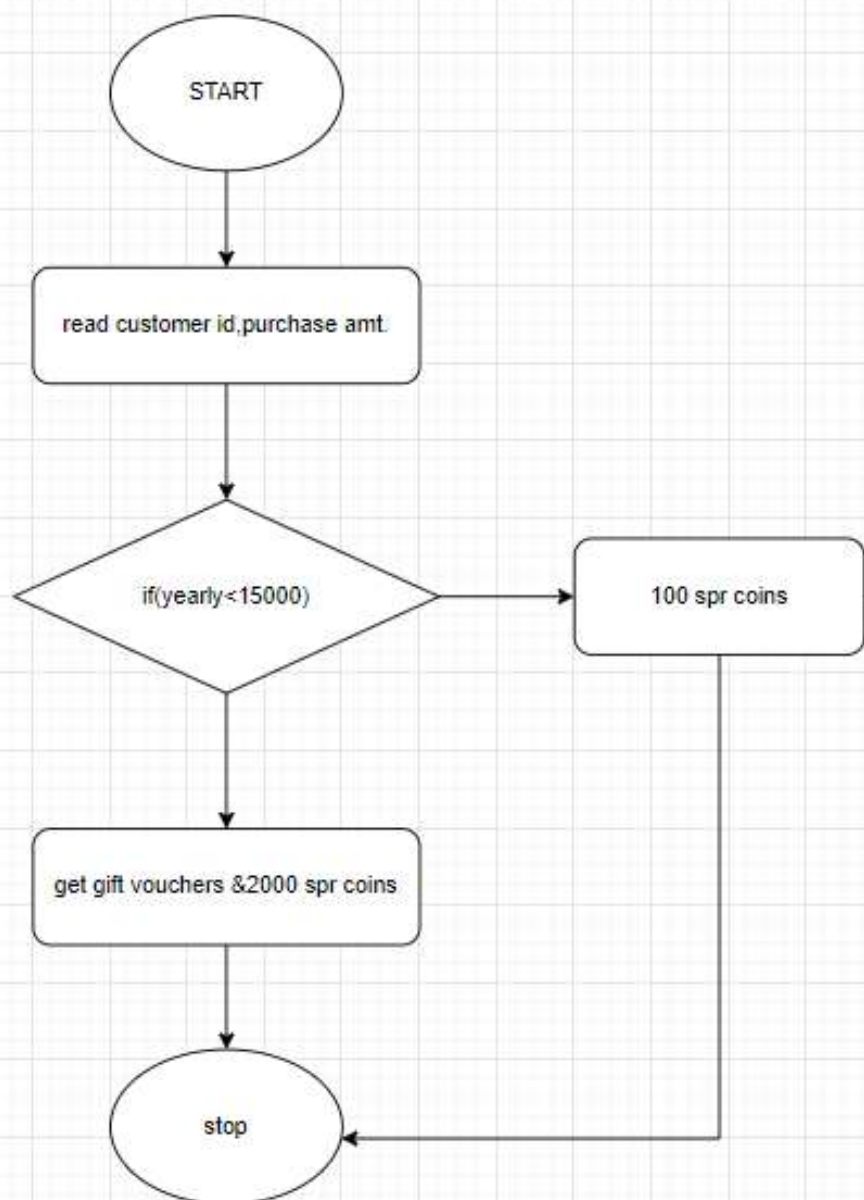 START
read customer id,purchase amt.
if(yearly<15000)
100 spr coins
get gift vouchers &2000 spr coins
stop